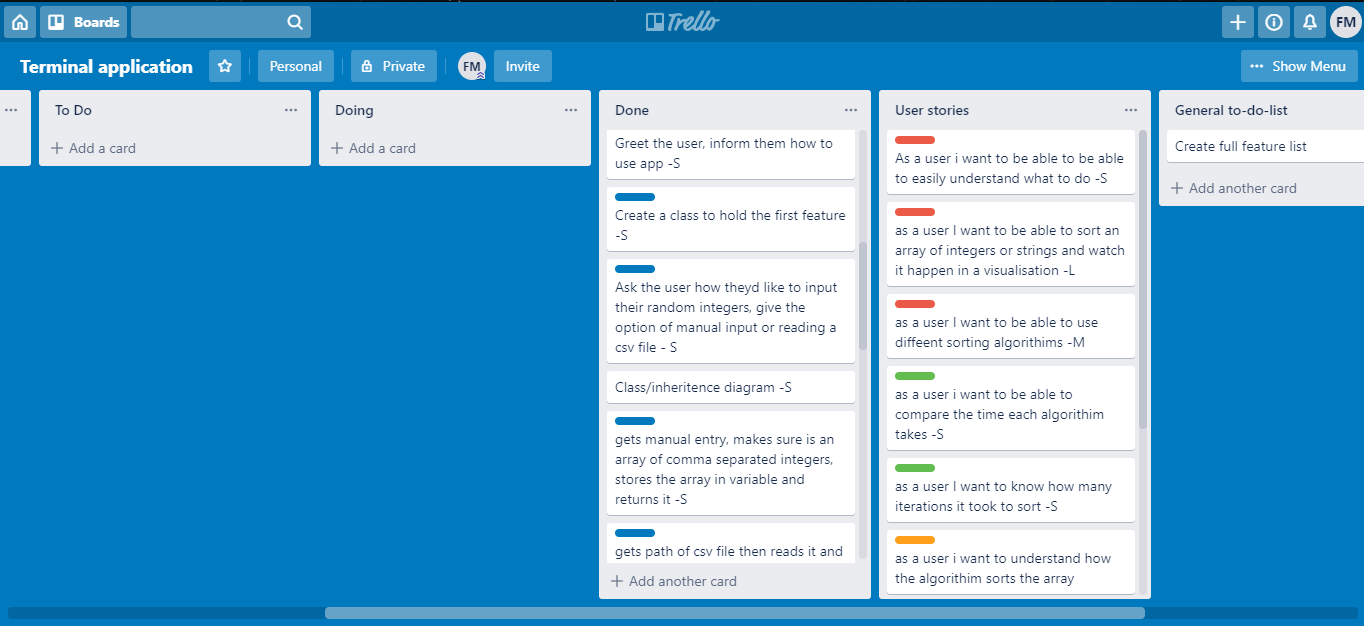 Boards
Trello
FM
Terminal application
Personal
Private
FM
Invite
Show Menu
To Do
Add a card
Doing
Add a card
Done
Greet the user, inform them how to
use app -S
Create a class to hold the first feature
-S
Ask the user how theyd like to input
their random integers, give the
option of manual input or reading a
csv file - S
Class/inheritence diagram -S
gets manual entry, makes sure is an
array of comma separated integers,
stores the array in variable and
returns it -S
gets path of csv file then reads it and
Add another card
User stories
As a user i want to be able to be able
to easily understand what to do -S
as a user I want to be able to sort an
array of integers or strings and watch
it happen in a visualisation -L
as a user I want to be able to use
diffeent sorting algorithims -M
as a user i want to be able to
compare the time each algorithim
takes -S
as a user I want to know how many
iterations it took to sort -S
as a user i want to understand how
the algorithim sorts the array
General to-do-list
Create full feature list
Add another card